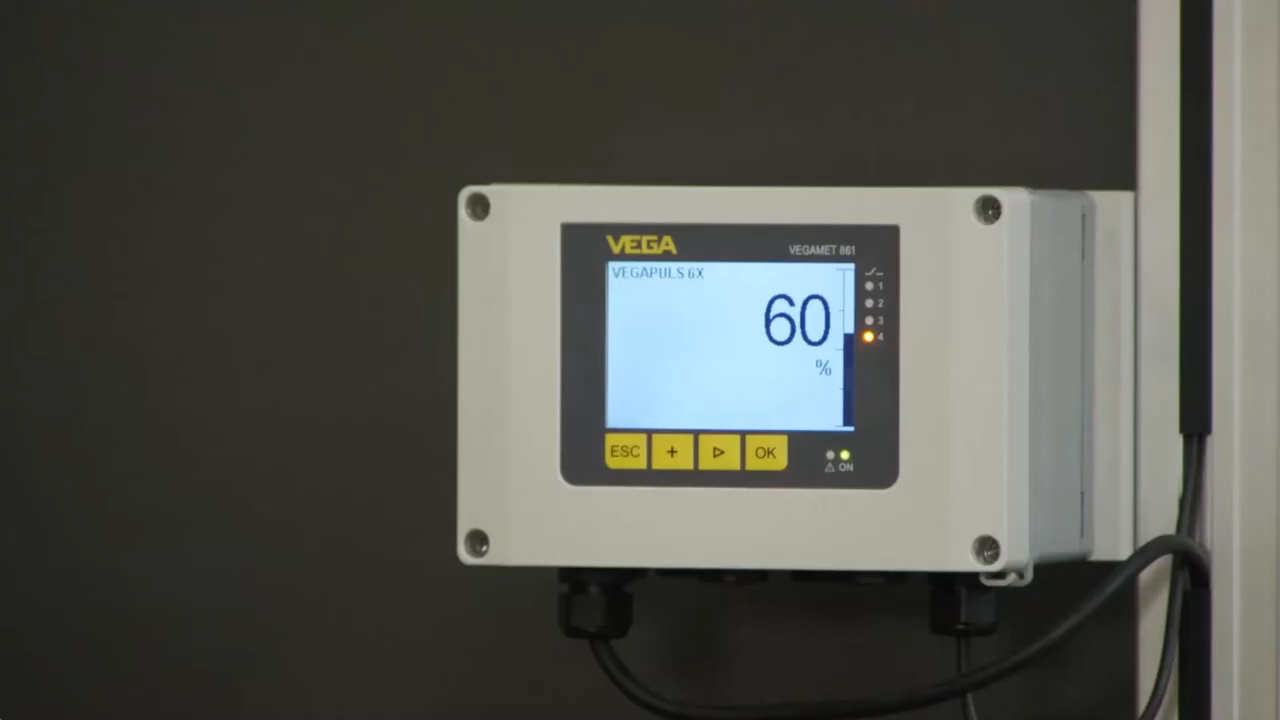 VEGA
VEGAMET 861
VEGAPULS 6X
60
%
1
2
3
4
ESC + ▷ OK
⚠ ON